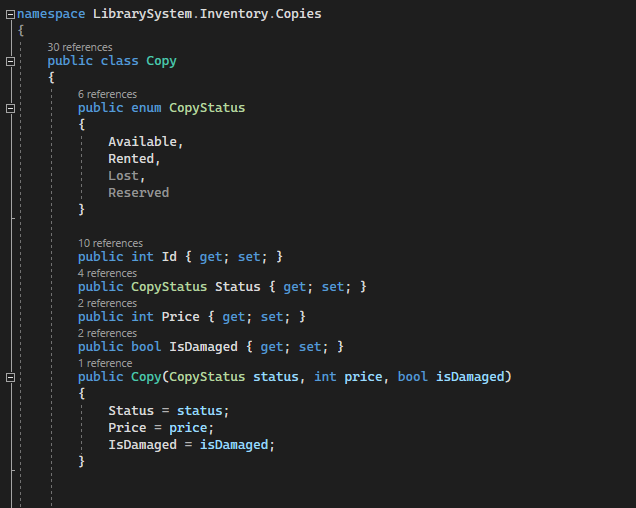 namespace LibrarySystem.Inventory.Copies
{
30 references
public class Copy
{
6 references
public enum CopyStatus
{
Available,
Rented,
Lost,
Reserved
}
10 references
public int Id { get; set; }
4 references
public CopyStatus Status { get; set; }
2 references
public int Price { get; set; }
2 references
public bool IsDamaged { get; set; }
1 reference
public Copy(CopyStatus status, int price, bool isDamaged)
{
Status = status;
Price = price;
IsDamaged = isDamaged;
}